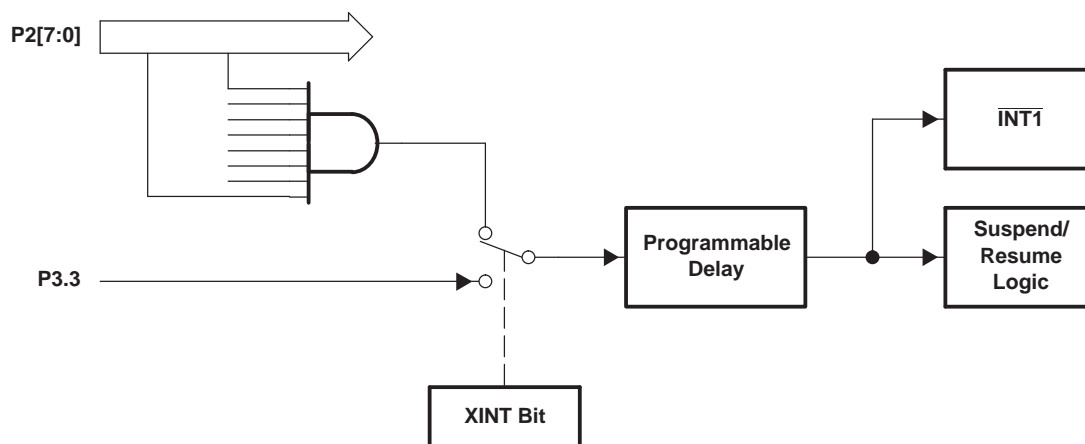 P2[7:0]
INT1
Programmable
Delay
Suspend/
Resume
Logic
P3.3
XINT Bit